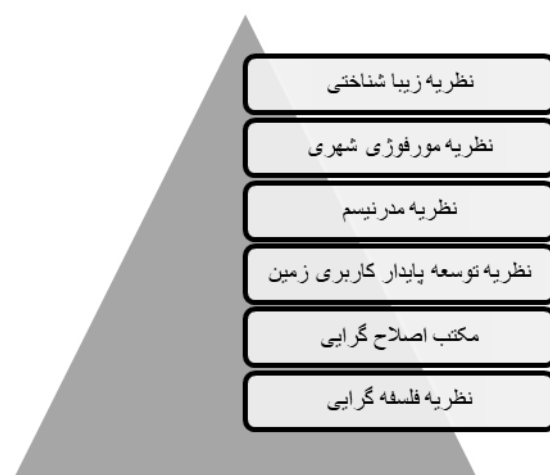 نظریه زیبا شناختی
نظریه مورفوژی شهری
نظریه مدرنیسم
نظریه توسعه پایدار کاربری زمین
مکتب اصلاح گرایی
نظریه فلسفه گرایی